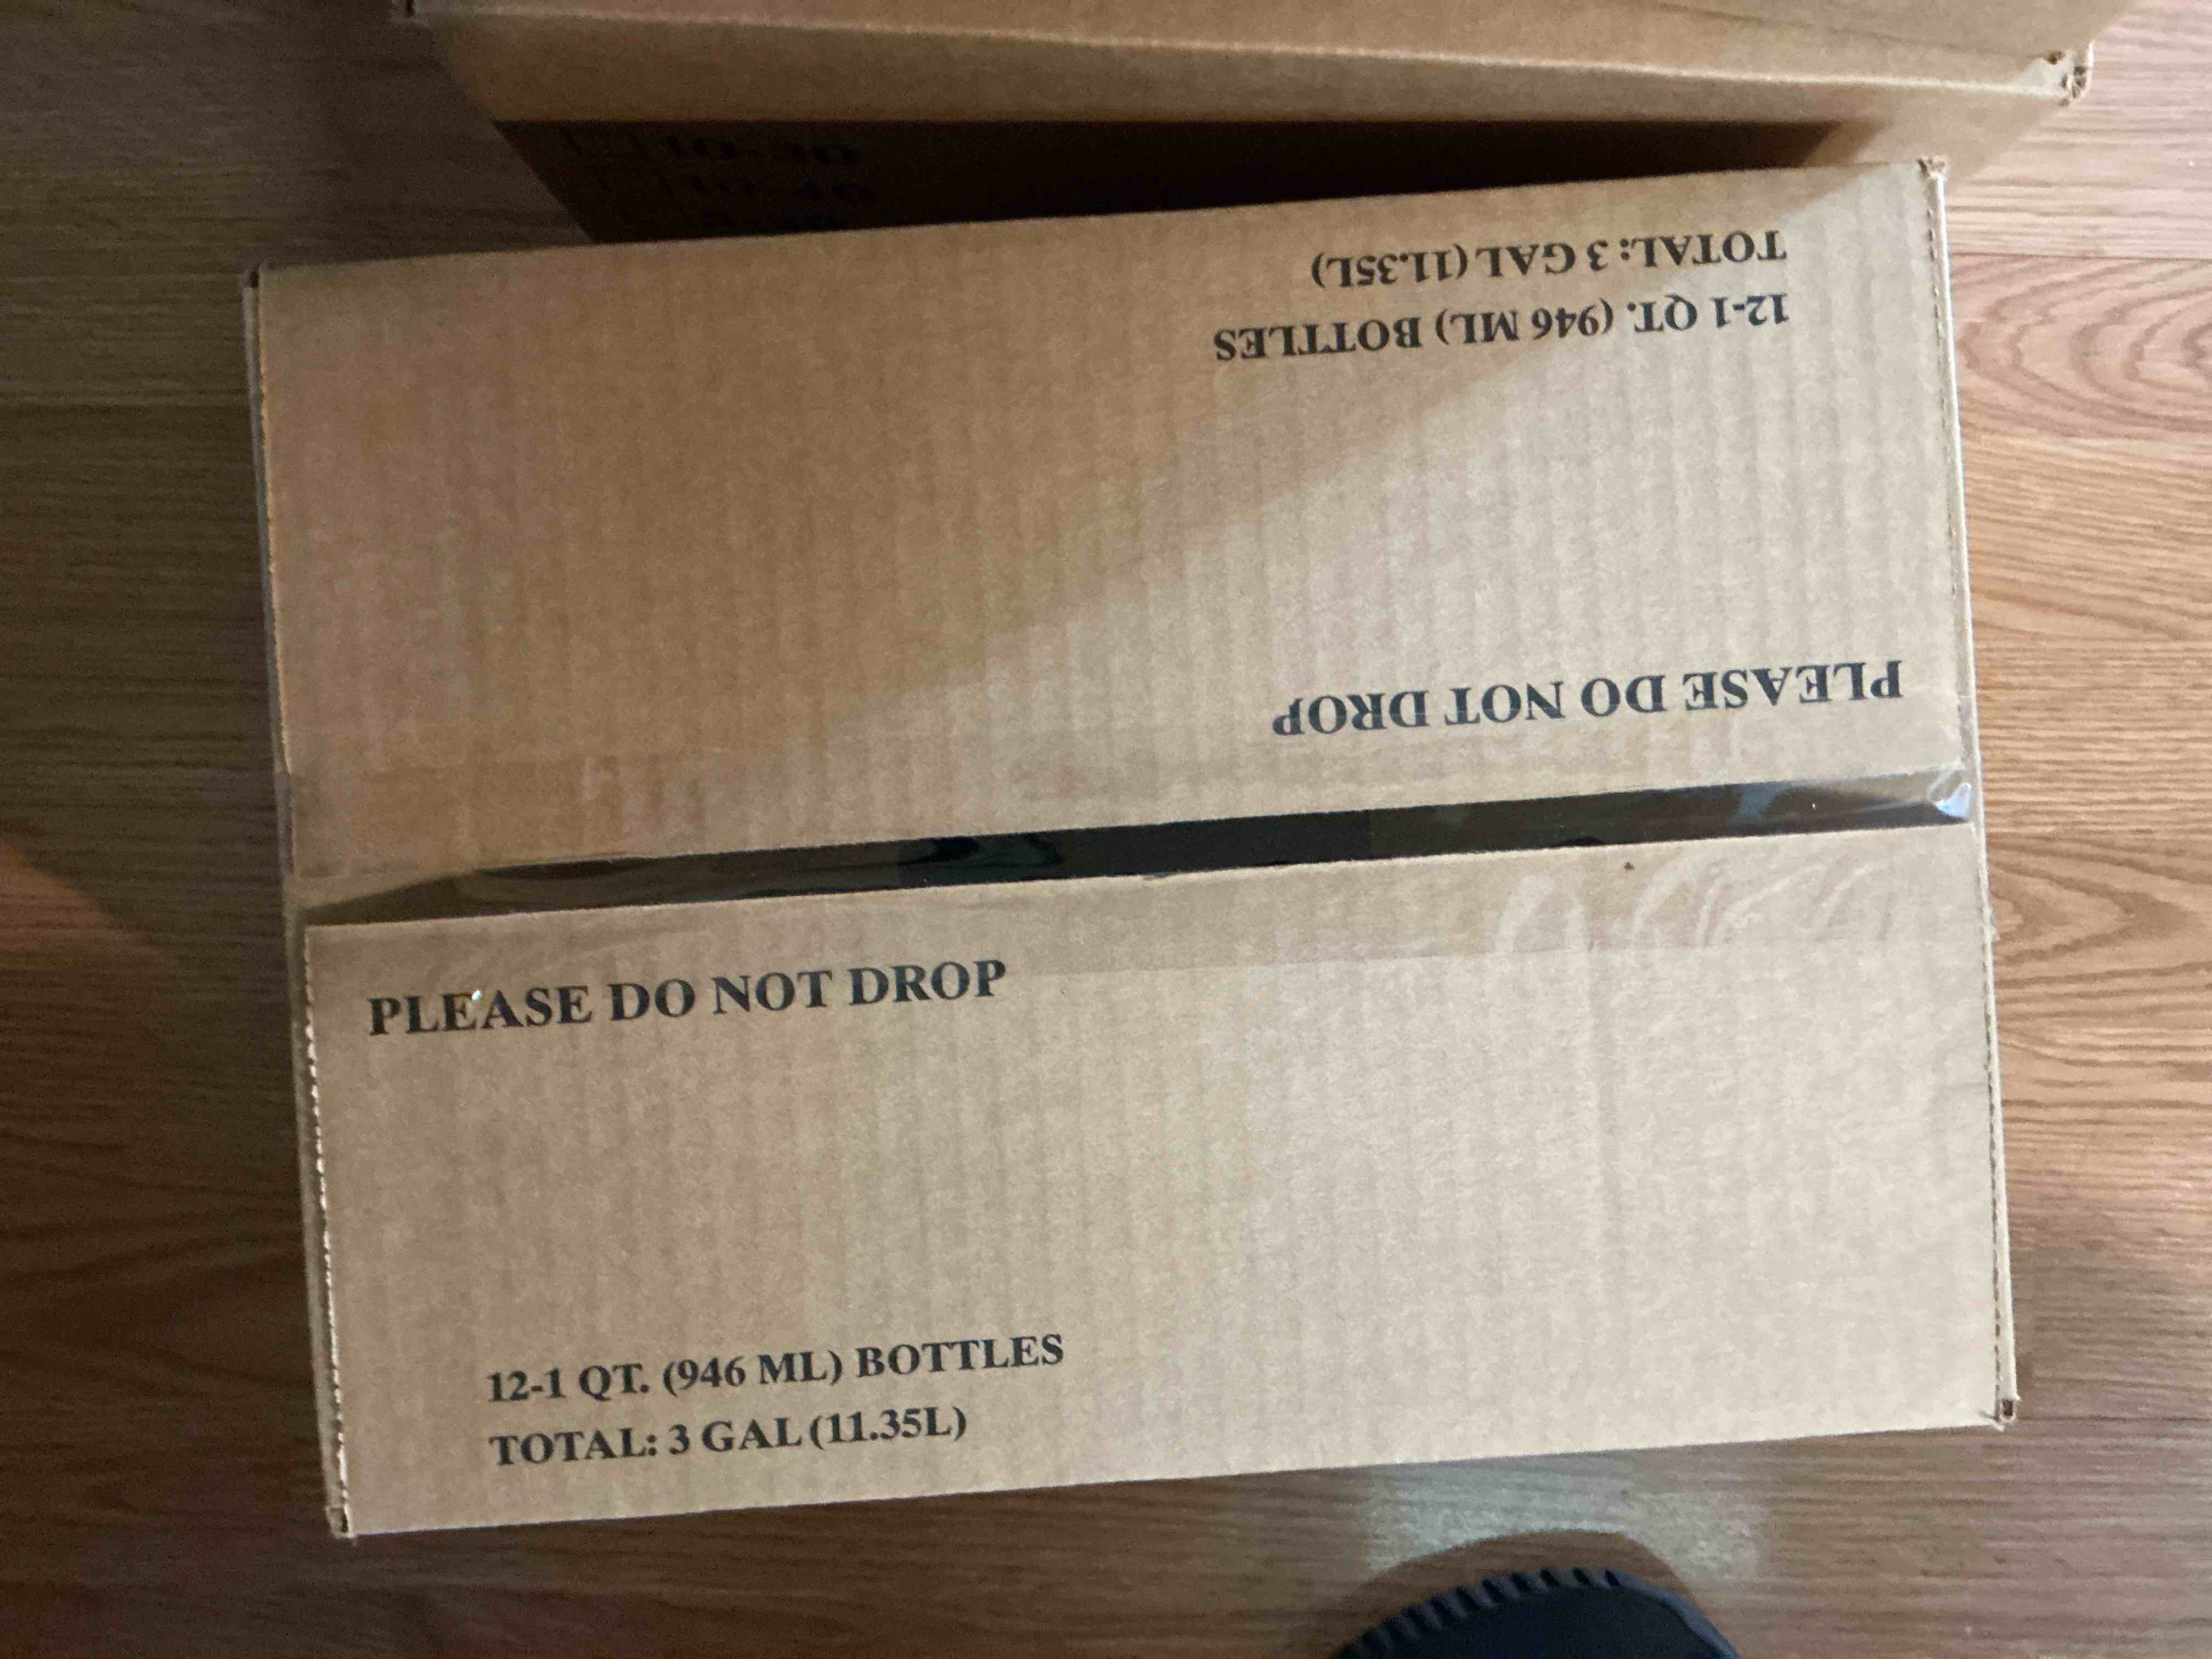 TOTAL: 3 GAL (11.35L)
12-1 QT. (946 ML) BOTTLES
PLEASE DO NOT DROP
PLEASE DO NOT DROP
12-1 QT. (946 ML) BOTTLES
TOTAL: 3 GAL (11.35L)